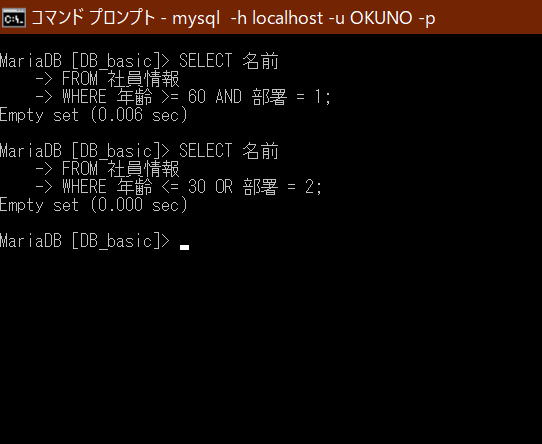 コマンド プロンプト - mysql -h localhost -u OKUNO -p
MariaDB [DB_basic]> SELECT 名前
-> FROM 社員情報
-> WHERE 年齢 >= 60 AND 部署 = 1;
Empty set (0.006 sec)
MariaDB [DB_basic]> SELECT 名前
-> FROM 社員情報
-> WHERE 年齢 <= 30 OR 部署 = 2;
Empty set (0.000 sec)
MariaDB [DB_basic]>